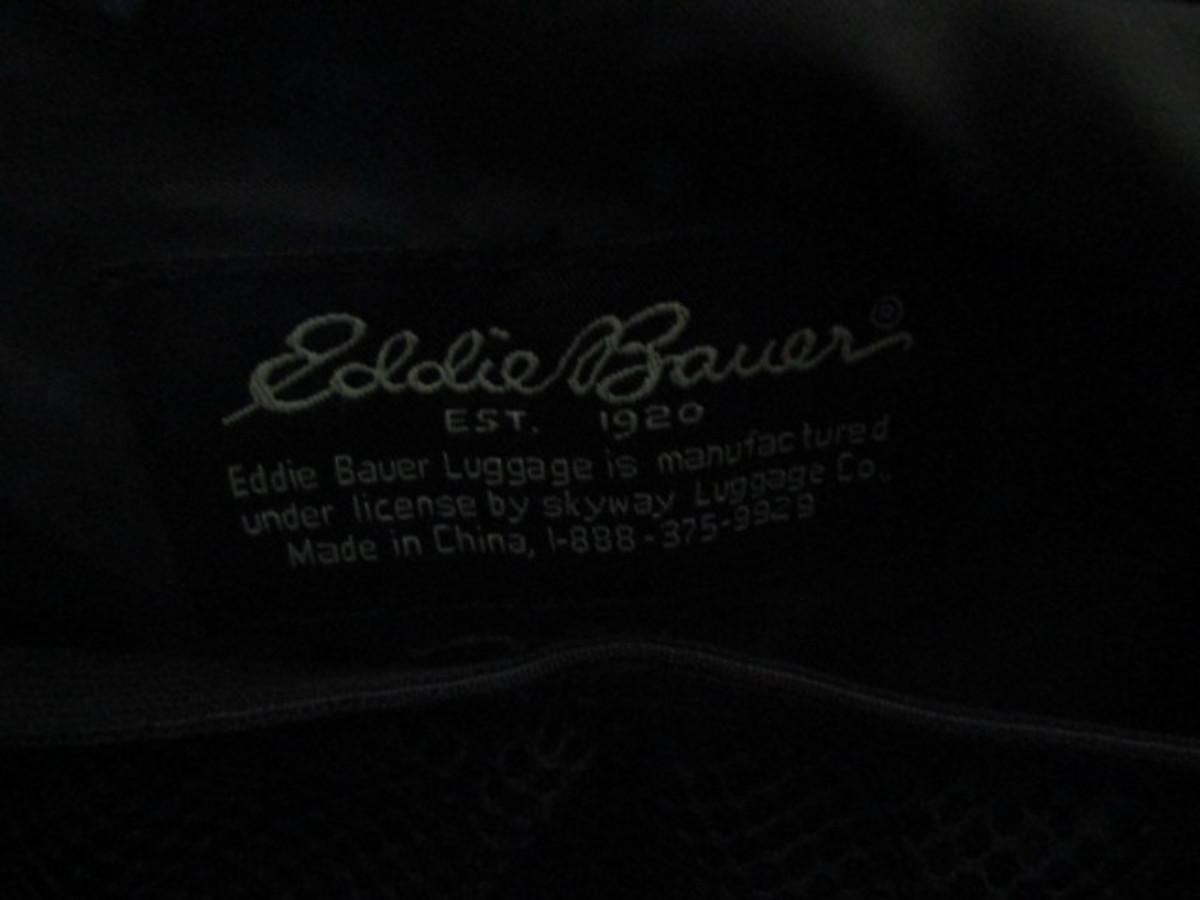 Eddie Bauer®
EST. 1920
Eddie Bauer Luggage is manufactured
under license by skyway Luggage Co.,
Made in China, 1-888-375-9929